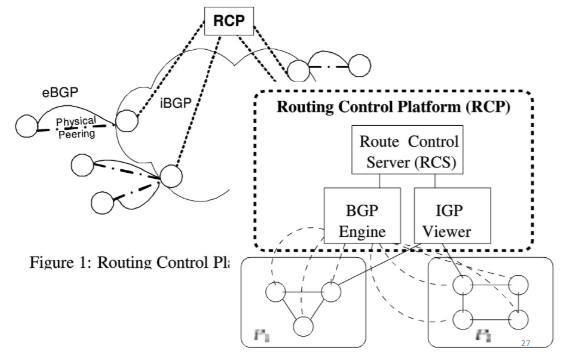 RCP
eBGP
iBGP
Physical
Peering
Routing Control Platform (RCP)
Route Control
Server (RCS)
BGP
Engine
IGP
Viewer
Figure 1: Routing Control Pla
27